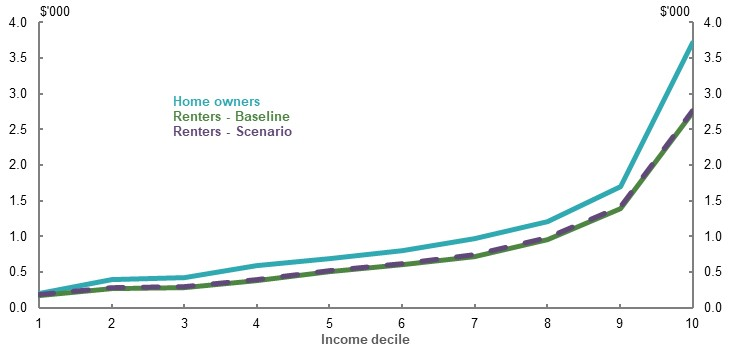 $'000 $'000
4.0 4.0
3.5 3.5
3.0 3.0
Home owners
Renters - Baseline
Renters - Scenario
2.5 2.5
2.0 2.0
1.5 1.5
1.0 1.0
0.5 0.5
0.0 0.0
1 2 3 4 5 6 7 8 9 10
Income decile